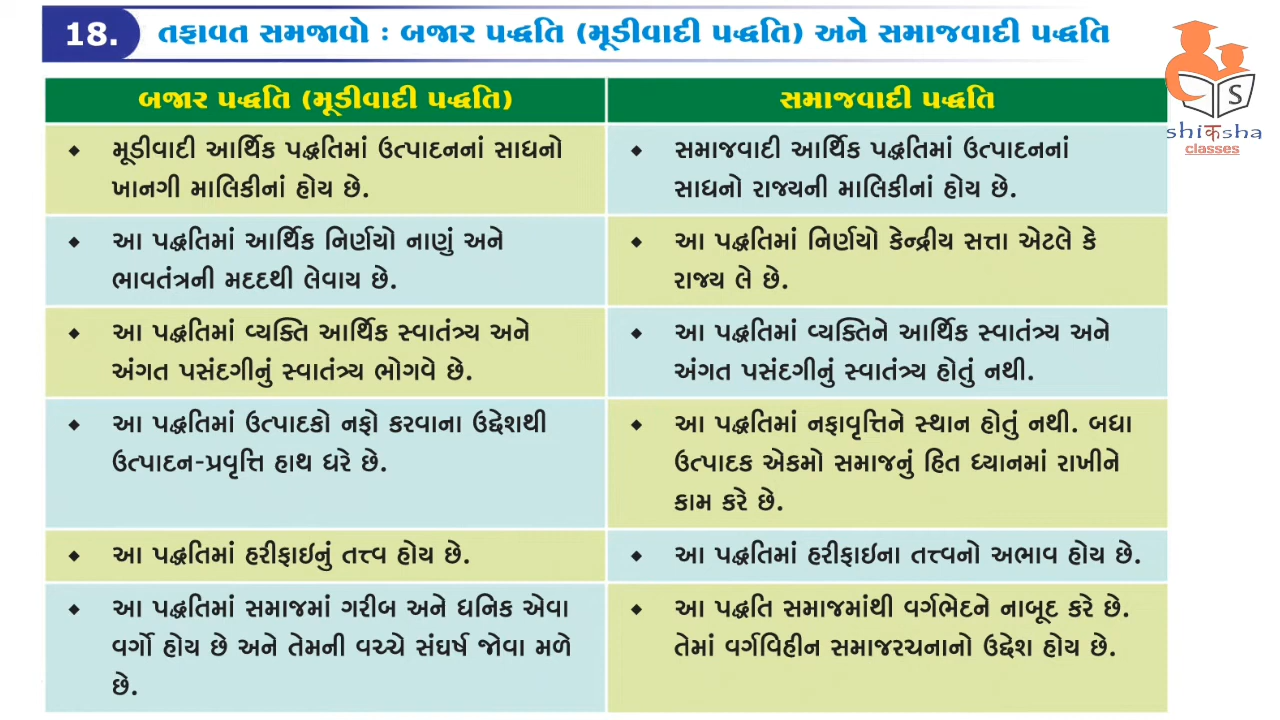 18. તફાવત સમજાવો : બજાર પદ્ધતિ (મૂડીવાદી પદ્ધતિ) અને સમાજવાદી પદ્ધતિ
S
shiकsha
classes
બજાર પદ્ધતિ (મૂડીવાદી પદ્ધતિ)
સમાજવાદી પદ્ધતિ
◆ મૂડીવાદી આર્થિક પદ્ધતિમાં ઉત્પાદનનાં સાધનો
ખાનગી માલિકીનાં હોય છે.
◆ સમાજવાદી આર્થિક પદ્ધતિમાં ઉત્પાદનનાં
સાધનો રાજ્યની માલિકીનાં હોય છે.
◆ આ પદ્ધતિમાં આર્થિક નિર્ણયો નાણું અને
ભાવતંત્રની મદદથી લેવાય છે.
◆ આ પદ્ધતિમાં નિર્ણયો કેન્દ્રીય સત્તા એટલે કે
રાજ્ય લે છે.
◆ આ પદ્ધતિમાં વ્યક્તિ આર્થિક સ્વાતંત્ર્ય અને
અંગત પસંદગીનું સ્વાતંત્ર્ય ભોગવે છે.
◆ આ પદ્ધતિમાં વ્યક્તિને આર્થિક સ્વાતંત્ર્ય અને
અંગત પસંદગીનું સ્વાતંત્ર્ય હોતું નથી.
◆ આ પદ્ધતિમાં ઉત્પાદકો નફો કરવાના ઉદ્દેશથી
ઉત્પાદન-પ્રવૃત્તિ હાથ ધરે છે.
◆ આ પદ્ધતિમાં નફાવૃત્તિને સ્થાન હોતું નથી. બધા
ઉત્પાદક એકમો સમાજનું હિત ધ્યાનમાં રાખીને
કામ કરે છે.
◆ આ પદ્ધતિમાં હરીફાઇનું તત્ત્વ હોય છે.
◆ આ પદ્ધતિમાં હરીફાઇના તત્ત્વનો અભાવ હોય છે.
◆ આ પદ્ધતિમાં સમાજમાં ગરીબ અને ધનિક એવા
વર્ગો હોય છે અને તેમની વચ્ચે સંઘર્ષ જોવા મળે
છે.
◆ આ પદ્ધતિ સમાજમાંથી વર્ગભેદને નાબૂદ કરે છે.
તેમાં વર્ગવિહીન સમાજરચનાનો ઉદ્દેશ હોય છે.